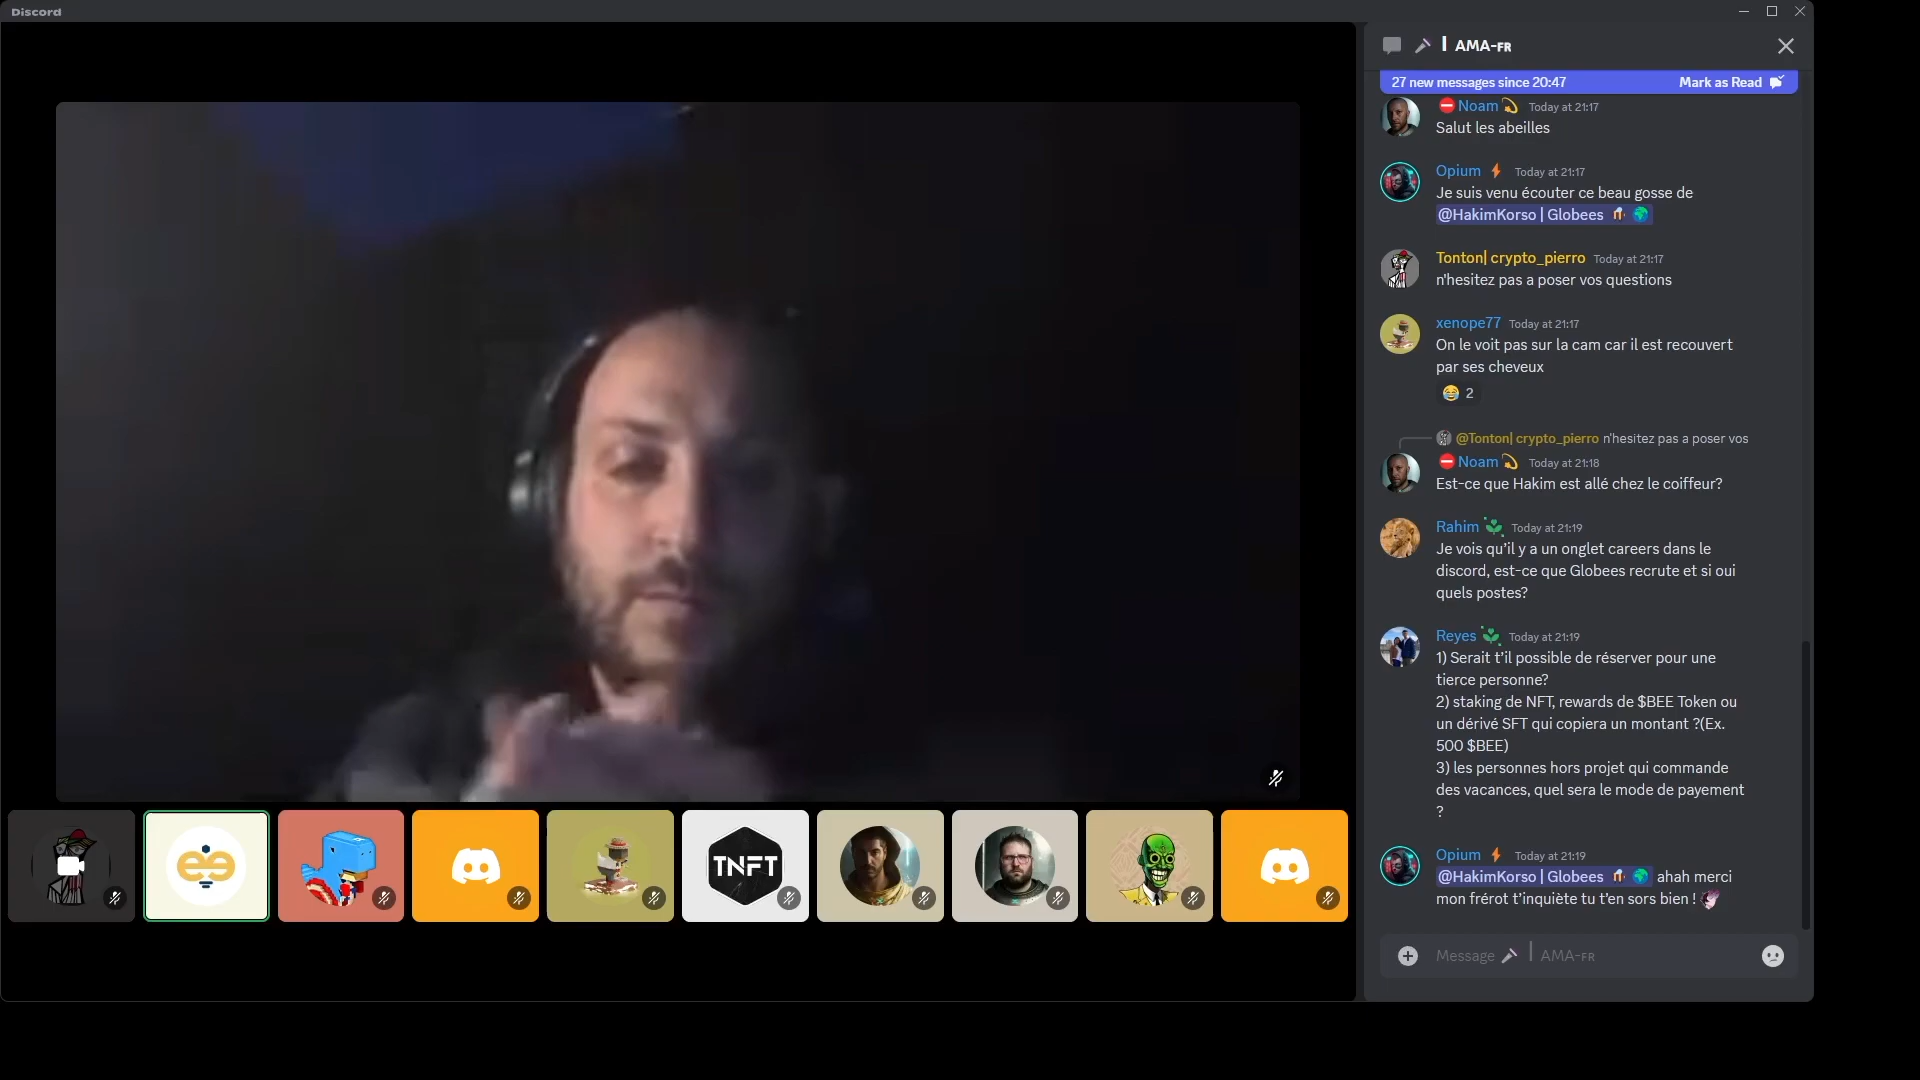 Discord
AMA-FR
27 new messages since 20:47
Mark as Read
Noam Today at 21:17
Salut les abeilles
Opium Today at 21:17
Je suis venu écouter ce beau gosse de
@HakimKorso | Globees
Tonton| crypto_pierro Today at 21:17
n'hesitez pas a poser vos questions
xenope77 Today at 21:17
On le voit pas sur la cam car il est recouvert
par ses cheveux
2
@Tonton| crypto_pierro n'hesitez pas a poser vos
Noam Today at 21:18
Est-ce que Hakim est allé chez le coiffeur?
Rahim Today at 21:19
Je vois qu'il y a un onglet careers dans le
discord, est-ce que Globees recrute et si oui
quels postes?
Reyes Today at 21:19
1) Serait t'il possible de réserver pour une
tierce personne?
2) staking de NFT, rewards de $BEE Token ou
un dérivé SFT qui copiera un montant ?(Ex.
500 $BEE)
3) les personnes hors projet qui commande
des vacances, quel sera le mode de payement
?
Opium Today at 21:19
@HakimKorso | Globees ahah merci
mon frérot t'inquiète tu t'en sors bien !
Message | AMA-FR
TNFT